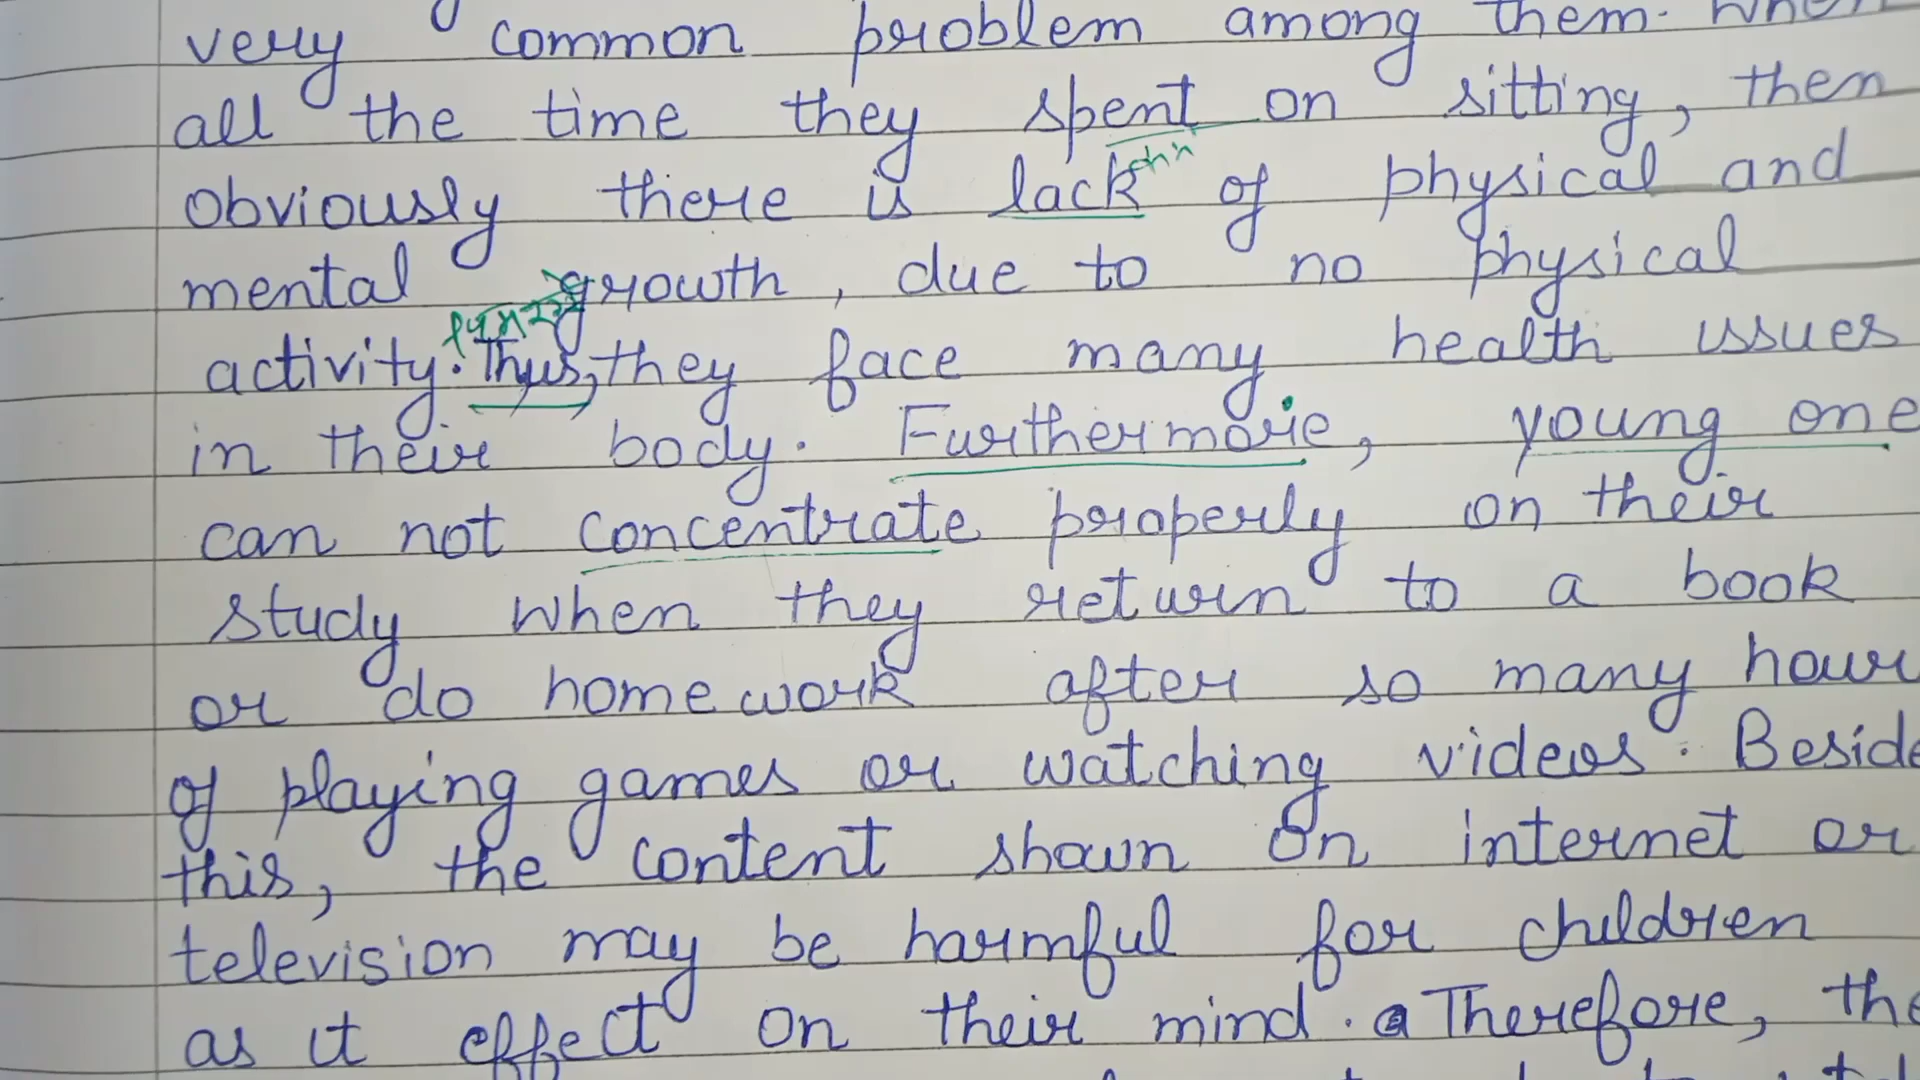 very common problem among them. When
all the time they spent on sitting, then
obviously there is lack of physical and
mental growth, due to no physical
activity. Thus, they face many health issues
in their body. Furthermore, young one
can not concentrate properly on their
study when they return to a book
or do home work after so many hour
of playing games or watching videos. Beside
this, the content shown on internet or
television may be harmful for children
as it effect on their mind. Therefore, the